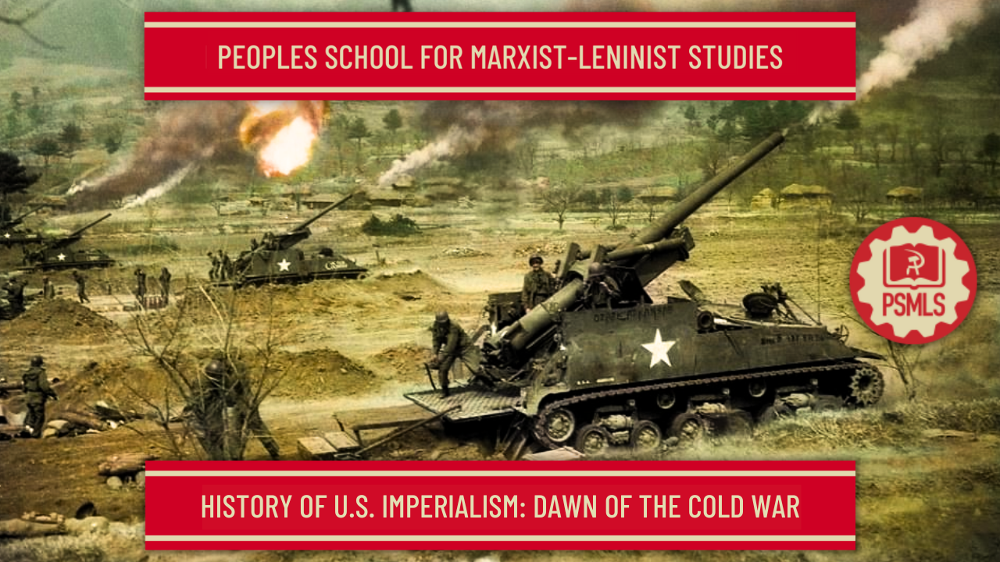 PEOPLES SCHOOL FOR MARXIST-LENINIST STUDIES
PSMLS
HISTORY OF U.S. IMPERIALISM: DAWN OF THE COLD WAR